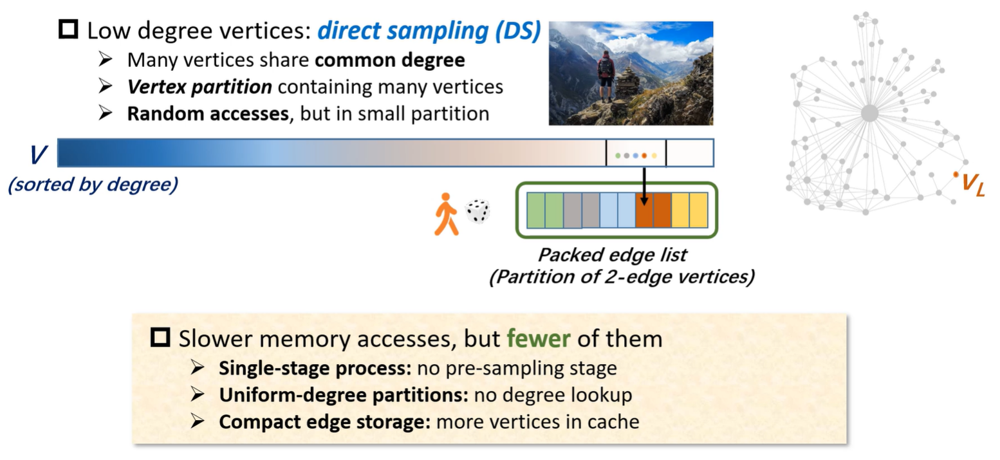 Low degree vertices: direct sampling (DS)
Many vertices share common degree
Vertex partition containing many vertices
Random accesses, but in small partition
V
(sorted by degree)
VL
Packed edge list
(Partition of 2-edge vertices)
Slower memory accesses, but fewer of them
Single-stage process: no pre-sampling stage
Uniform-degree partitions: no degree lookup
Compact edge storage: more vertices in cache